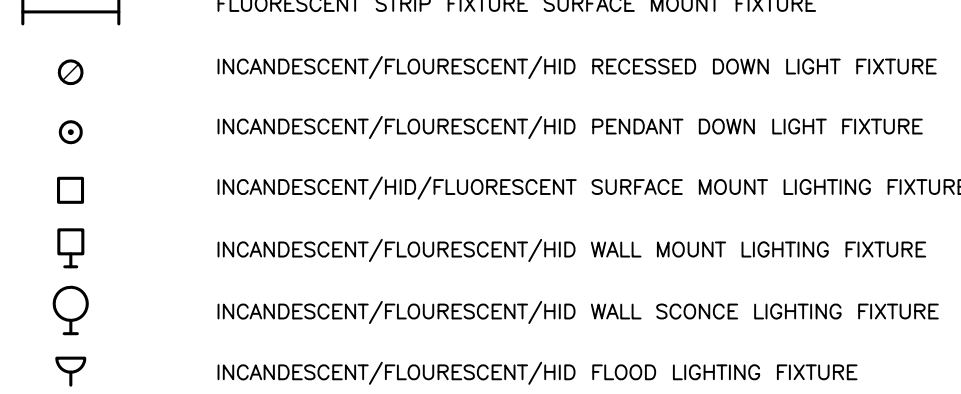 FLUORESCENT STRIP FIXTURE SURFACE MOUNT FIXTURE
INCANDESCENT/FLOURESCENT/HID RECESSED DOWN LIGHT FIXTURE
INCANDESCENT/FLOURESCENT/HID PENDANT DOWN LIGHT FIXTURE
INCANDESCENT/HID/FLUORESCENT SURFACE MOUNT LIGHTING FIXTURE
INCANDESCENT/FLOURESCENT/HID WALL MOUNT LIGHTING FIXTURE
INCANDESCENT/FLOURESCENT/HID WALL SCONCE LIGHTING FIXTURE
INCANDESCENT/FLOURESCENT/HID FLOOD LIGHTING FIXTURE